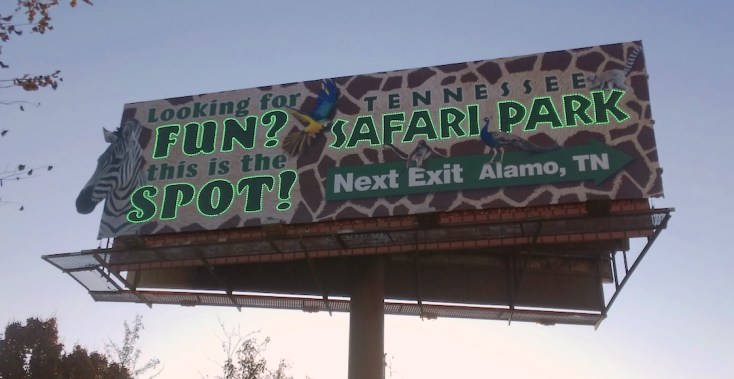 Looking for
FUN?
this is the
SPOT!
TENNESSEE
SAFARI PARK
Next Exit Alamo, TN